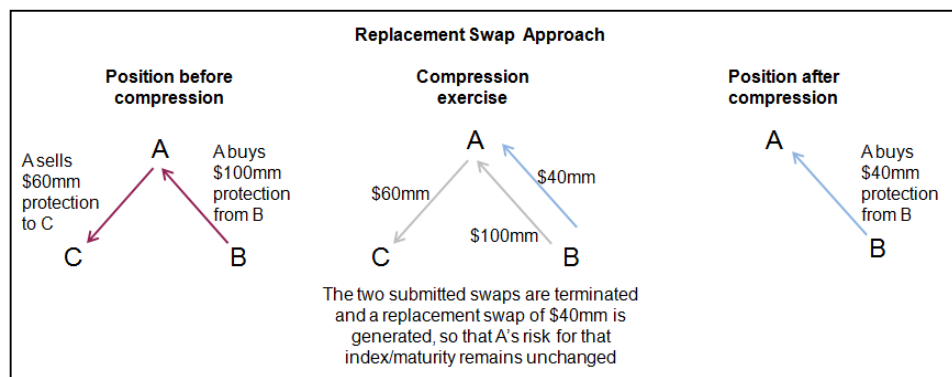 Replacement Swap Approach
Position before
compression
A
A sells
$60mm
protection
to C
A buys
$100mm
protection
from B
C
B
Compression
exercise
A
$60mm
$40mm
$100mm
C
B
The two submitted swaps are terminated
and a replacement swap of $40mm is
generated, so that A's risk for that
index/maturity remains unchanged
Position after
compression
A
A buys
$40mm
protection
from B
B